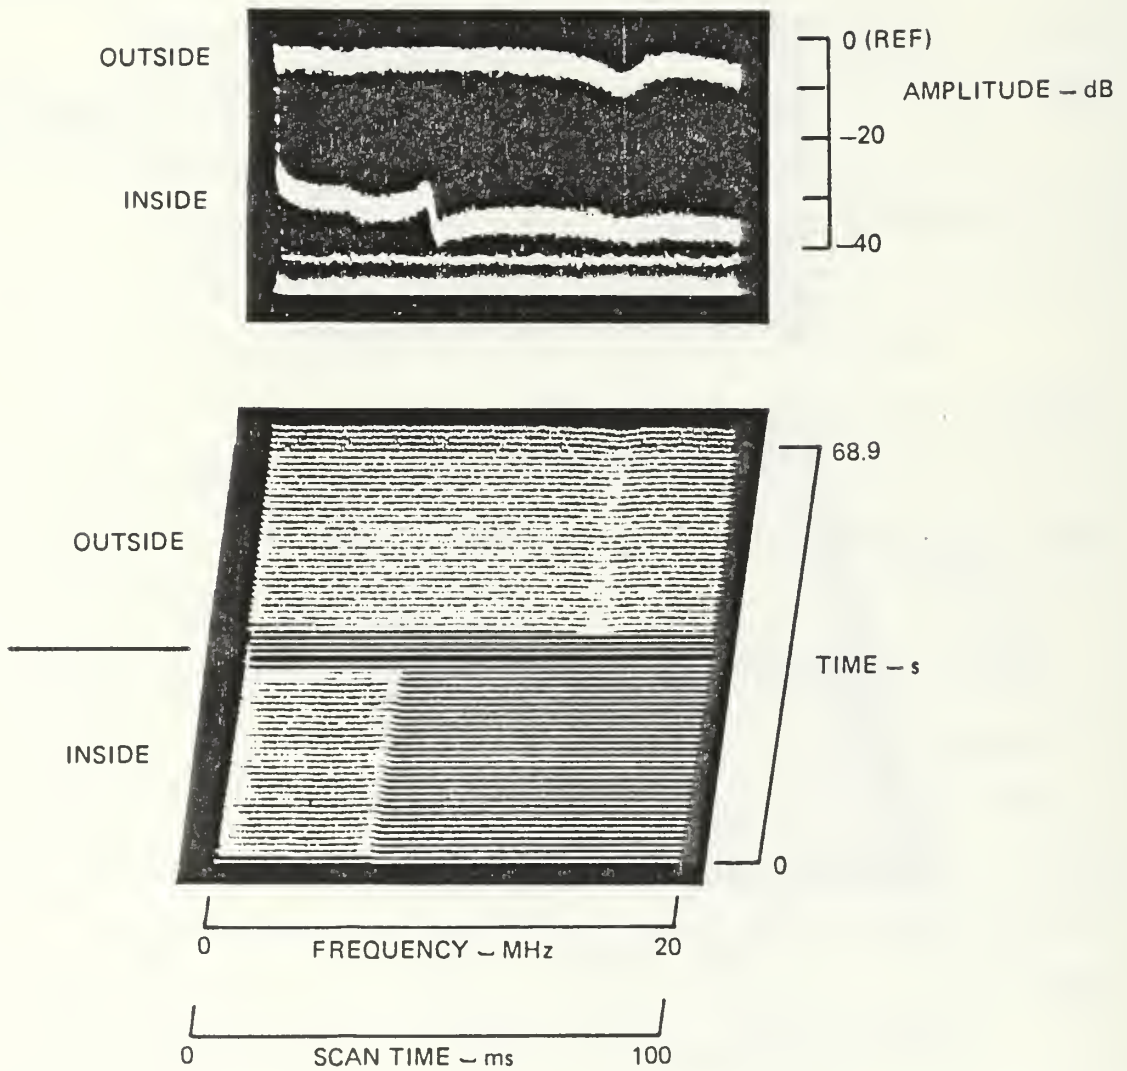 OUTSIDE
0 (REF)
AMPLITUDE – dB
–20
INSIDE
–40
68.9
OUTSIDE
TIME – s
INSIDE
0
0 FREQUENCY – MHz 20
0 SCAN TIME – ms 100